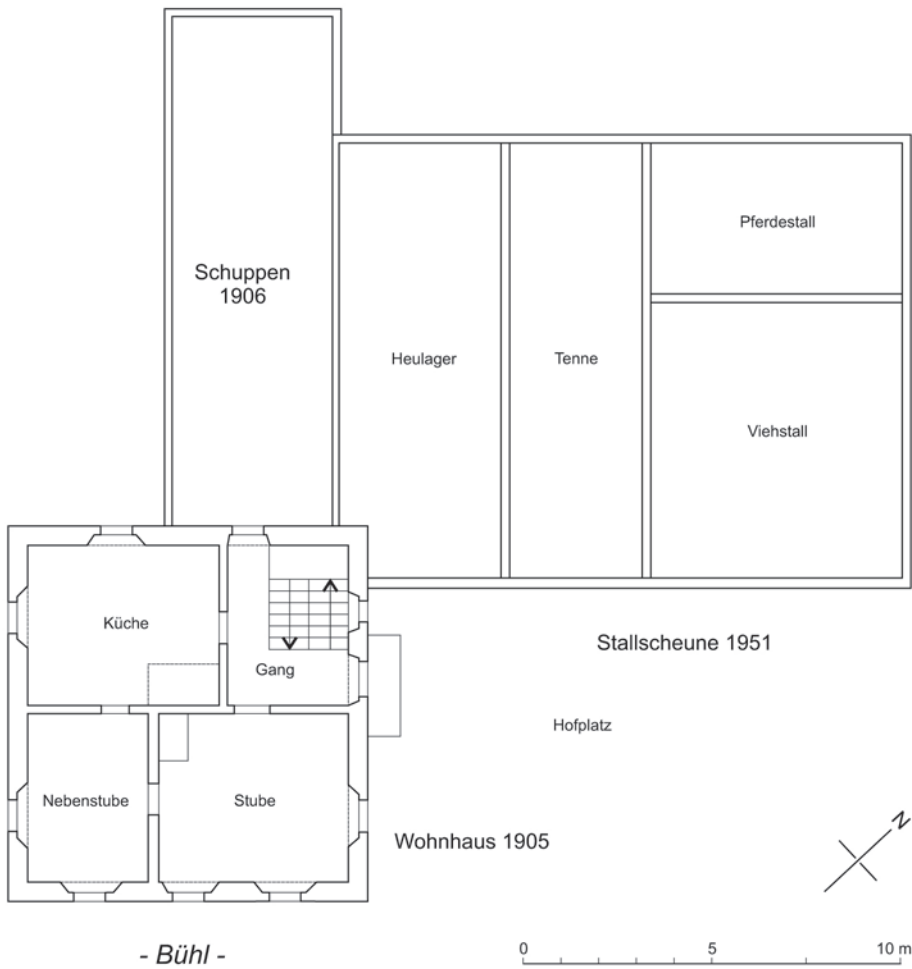 Pferdestall
Schuppen
1906
Heulager
Tenne
Viehstall
Küche
Stallscheune 1951
Gang
Hofplatz
Nebenstube
Stube
Wohnhaus 1905
N
- Bühl -
0 5 10 m